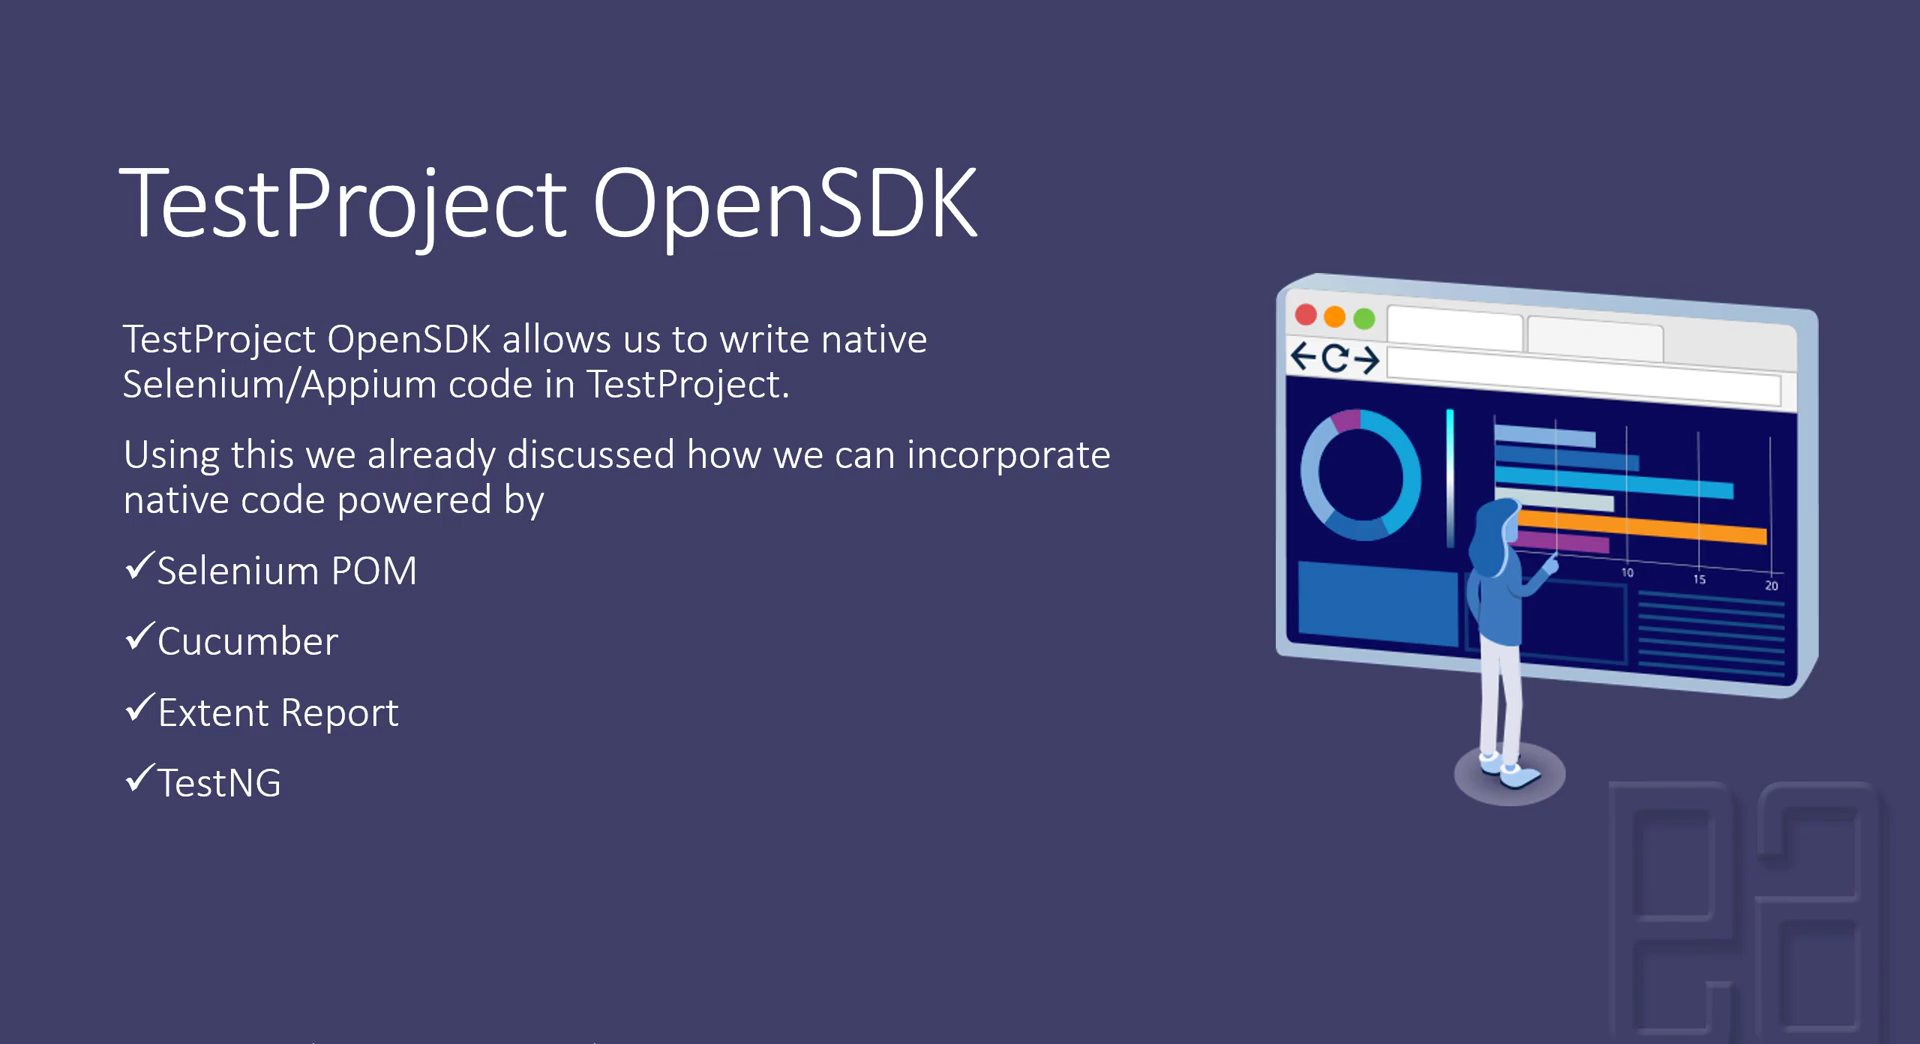 TestProject OpenSDK
TestProject OpenSDK allows us to write native
Selenium/Appium code in TestProject.
Using this we already discussed how we can incorporate
native code powered by
✓Selenium POM
✓Cucumber
✓Extent Report
✓TestNG
10 15 20